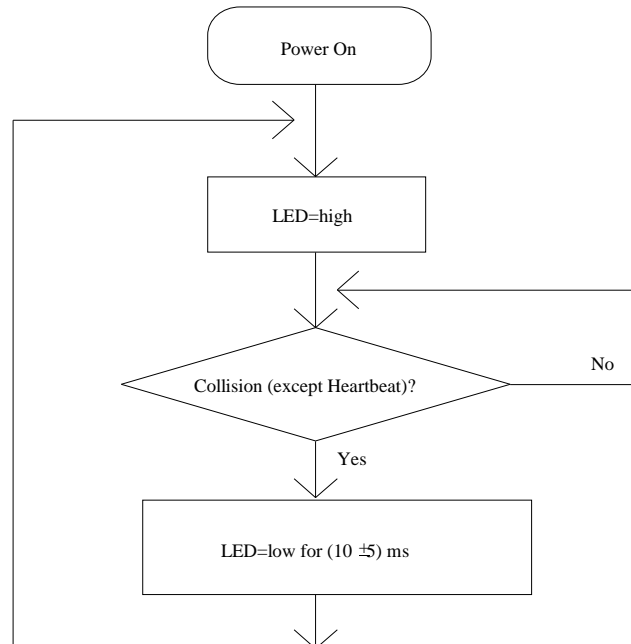 Power On
LED=high
Collision (except Heartbeat)?
No
Yes
LED=low for (10 ±5) ms